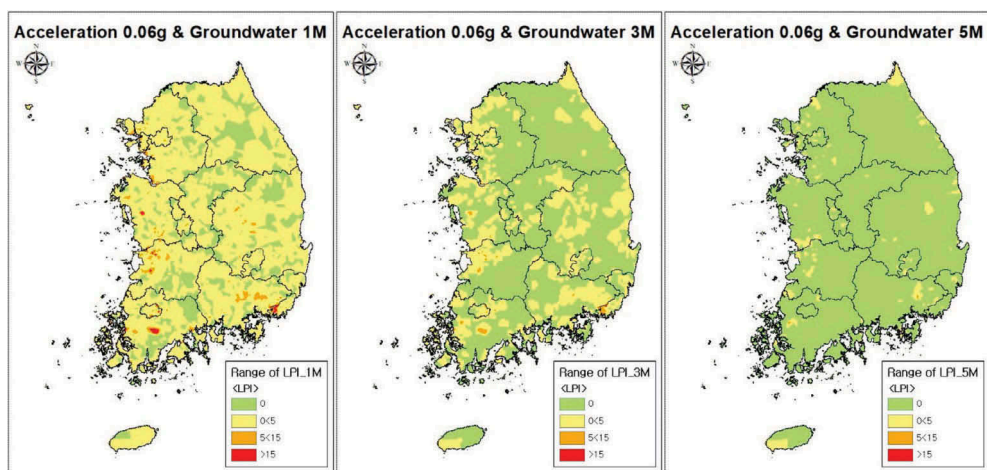 Acceleration 0.06g & Groundwater 1M
N
W E
S
Range of LPI_1M
<LPI>
0
0<5
5<15
>15
Acceleration 0.06g & Groundwater 3M
N
W E
S
Range of LPI_3M
<LPI>
0
0<5
5<15
>15
Acceleration 0.06g & Groundwater 5M
N
W E
S
Range of LPI_5M
<LPI>
0
0<5
5<15
>15